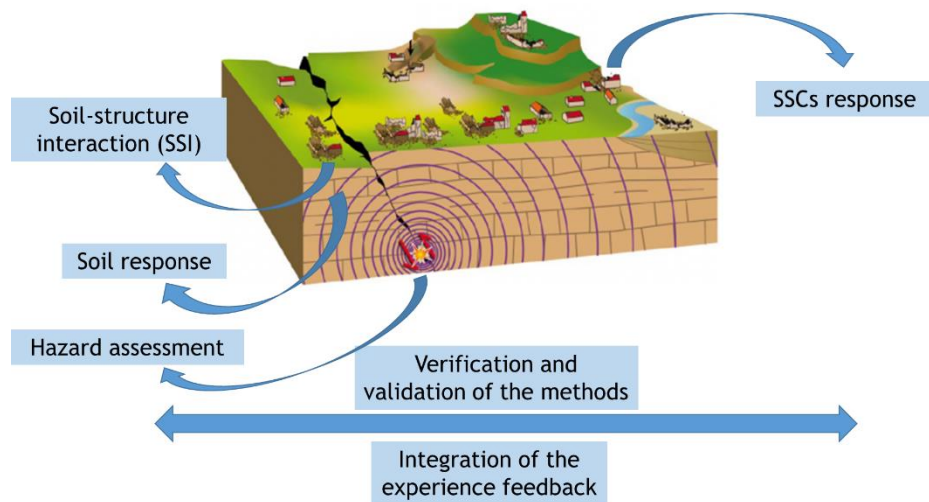 Soil-structure
interaction (SSI)
SSCs response
Soil response
Hazard assessment
Verification and
validation of the methods
Integration of the
experience feedback